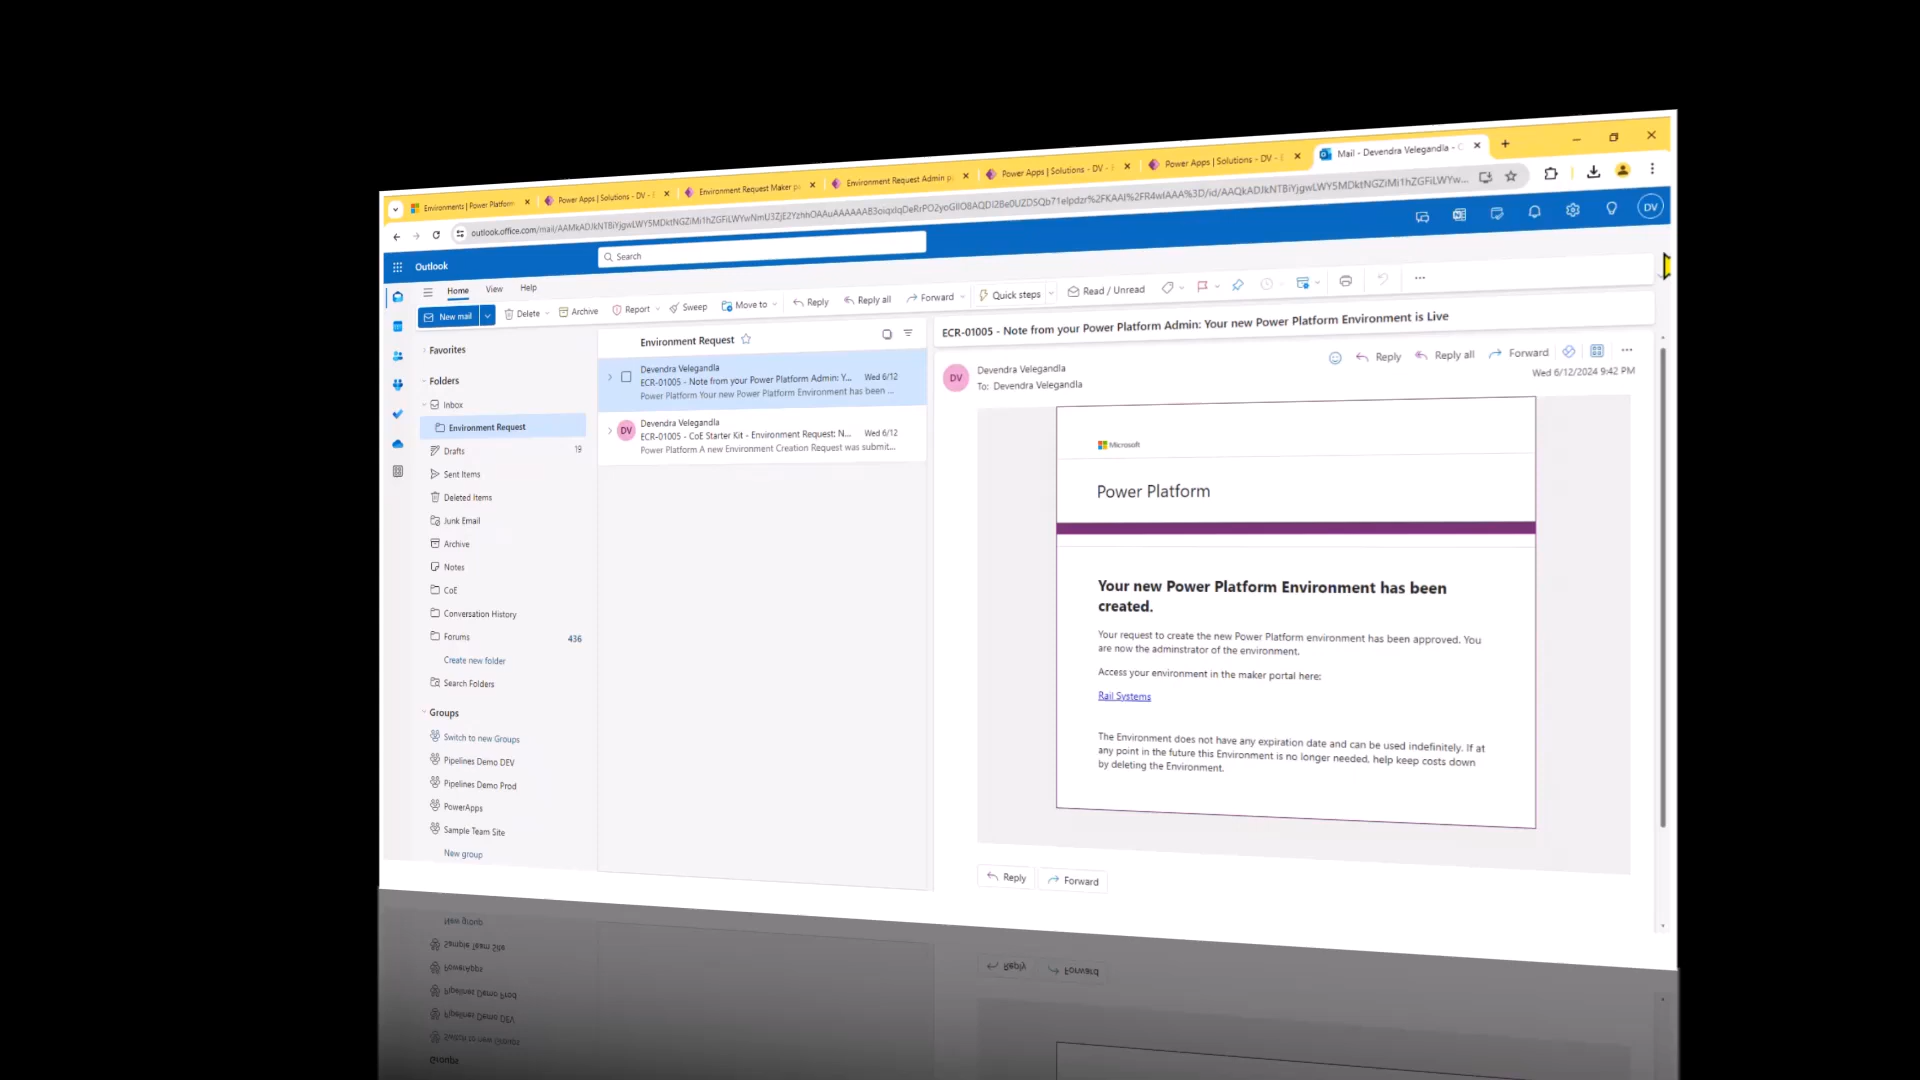 Environments | Power Platform
Power Apps | Solutions - DV -
Environment Request Maker
Environment Request Admin
Power Apps | Solutions - DV -
Power Apps | Solutions - DV -
Mail - Devendra Velegandla -
Outlook
Search
DV
Home View Help
New mail
Delete
Archive
Report
Sweep
Move to
Reply
Reply all
Forward
Quick steps
Read / Unread
Favorites
Folders
Inbox
Environment Request
Drafts 19
Sent Items
Deleted Items
Junk Email
Archive
Notes
CoE
Conversation History
Forums 436
Create new folder
Search Folders
Groups
Switch to new Groups
Pipelines Demo DEV
Pipelines Demo Prod
PowerApps
Sample Team Site
New group
Environment Request
Devendra Velegandla
ECR-01005 - Note from your Power Platform Admin: Y... Wed 6/12
Power Platform Your new Power Platform Environment has been ...
DV
Devendra Velegandla
ECR-01005 - CoE Starter Kit - Environment Request: N... Wed 6/12
Power Platform A new Environment Creation Request was submit...
ECR-01005 - Note from your Power Platform Admin: Your new Power Platform Environment is Live
DV
Devendra Velegandla
To: Devendra Velegandla
Reply
Reply all
Forward
Wed 6/12/2024 9:42 PM
Microsoft
Power Platform
Your new Power Platform Environment has been
created.
Your request to create the new Power Platform environment has been approved. You
are now the adminstrator of the environment.
Access your environment in the maker portal here:
Rail Systems
The Environment does not have any expiration date and can be used indefinitely. If at
any point in the future this Environment is no longer needed, help keep costs down
by deleting the Environment.
Reply
Forward